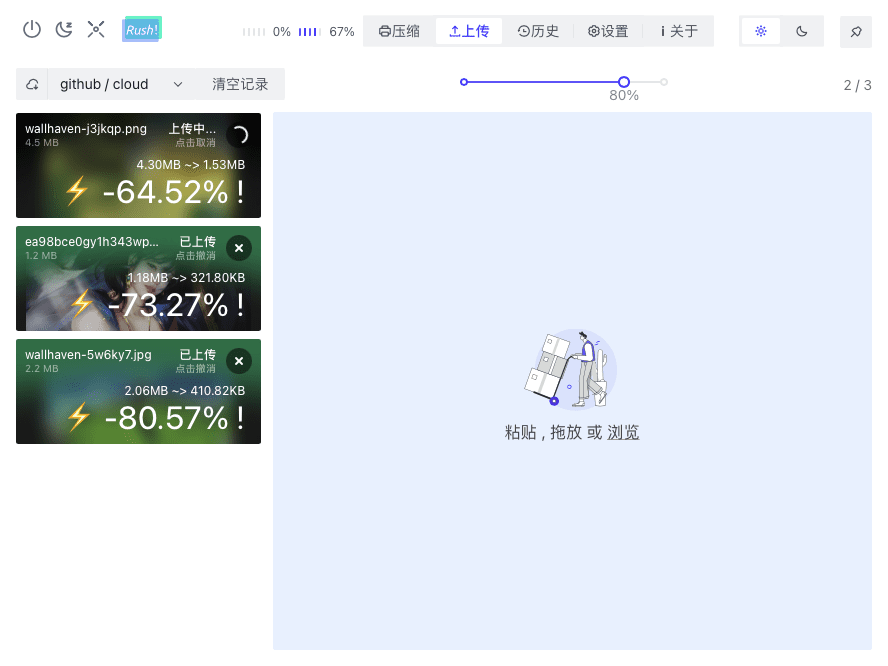 Rush!
0%
67%
压缩
上传
历史
设置
关于
github / cloud
清空记录
80%
2 / 3
wallhaven-j3jkqp.png 上传中...
4.5 MB 点击取消
4.30MB ~> 1.53MB
⚡ -64.52% !
ea98bce0gy1h343wp... 已上传
1.2 MB 点击撤消
1.18MB ~> 321.80KB
⚡ -73.27% !
wallhaven-5w6ky7.jpg 已上传
2.2 MB 点击撤消
2.06MB ~> 410.82KB
⚡ -80.57% !
粘贴 , 拖放 或 浏览